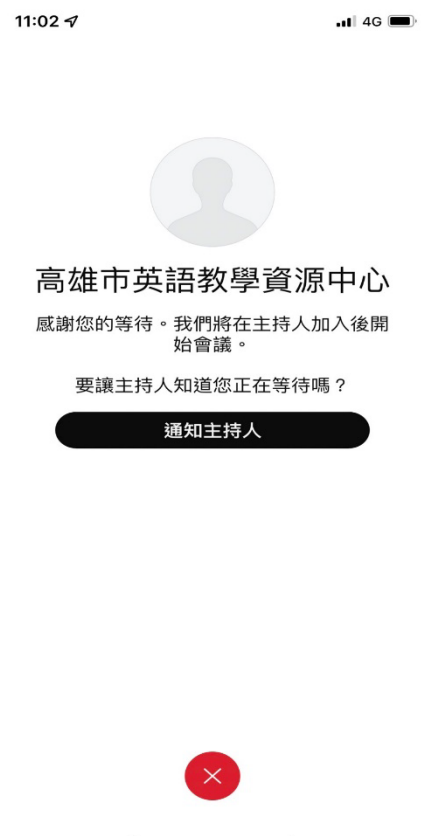 11:02
4G
高雄市英語教學資源中心
感謝您的等待。我們將在主持人加入後開
始會議。
要讓主持人知道您正在等待嗎？
通知主持人